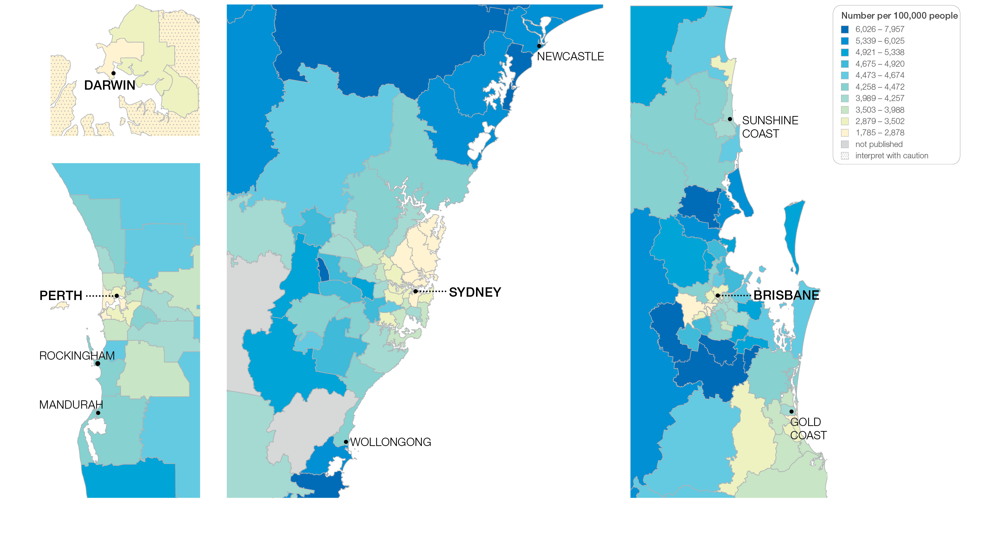 DARWIN
PERTH
ROCKINGHAM
MANDURAH
NEWCASTLE
SYDNEY
WOLLONGONG
SUNSHINE
COAST
BRISBANE
GOLD
COAST
Number per 100,000 people
6,026 – 7,957
5,339 – 6,025
4,921 – 5,338
4,675 – 4,920
4,473 – 4,674
4,258 – 4,472
3,989 – 4,257
3,503 – 3,988
2,879 – 3,502
1,785 – 2,878
not published
interpret with caution